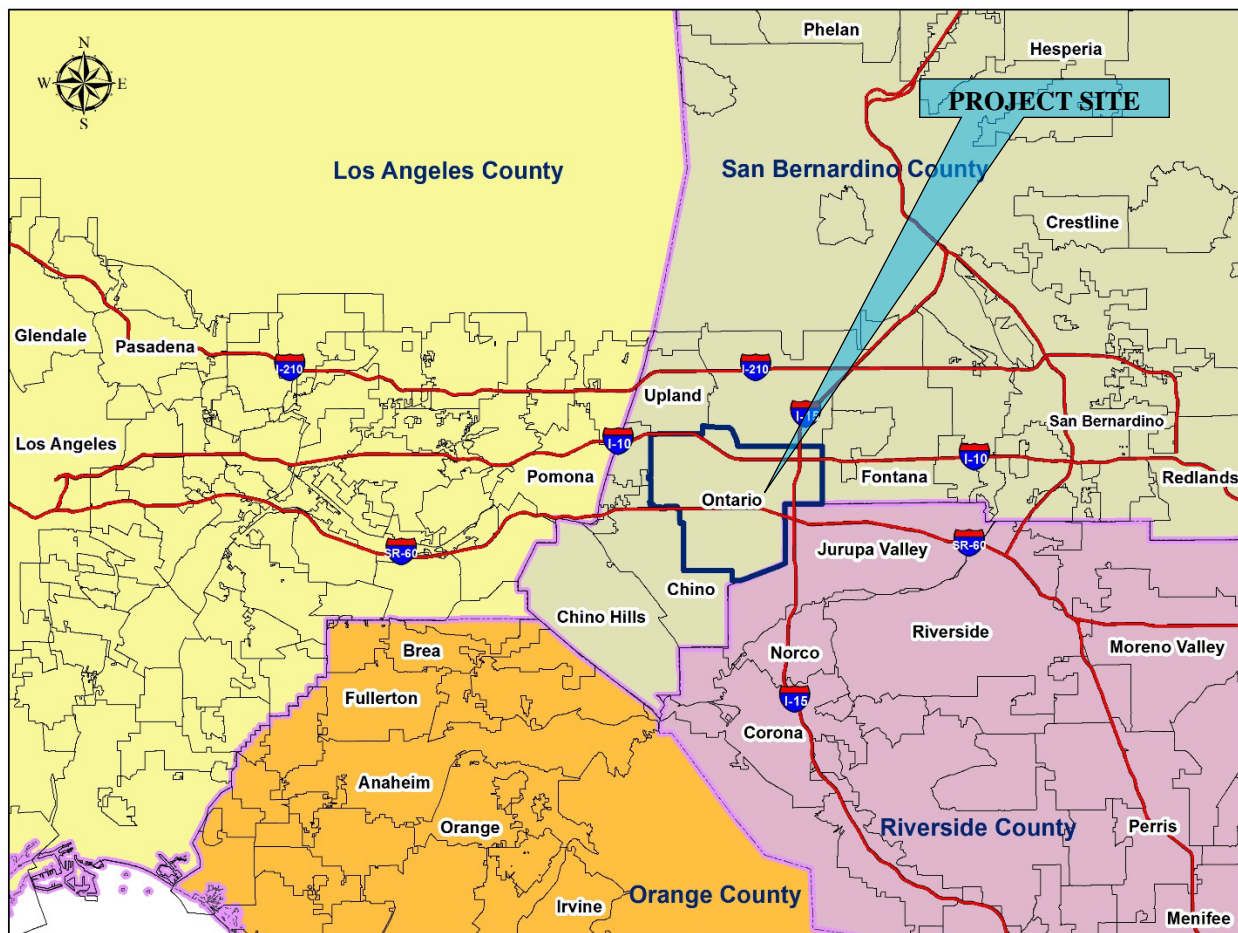 N
W E
S
Phelan
Hesperia
PROJECT SITE
Los Angeles County
San Bernardino County
Crestline
Glendale
Pasadena
I-210
I-210
Upland
I-15
Los Angeles
San Bernardino
I-10
I-10
Pomona
Fontana
Redlands
Ontario
SR-60
SR-60
Jurupa Valley
Chino
Chino Hills
Riverside
Moreno Valley
Brea
Norco
Fullerton
I-15
Corona
Anaheim
Orange
Riverside County
Perris
Orange County
Irvine
Menifee